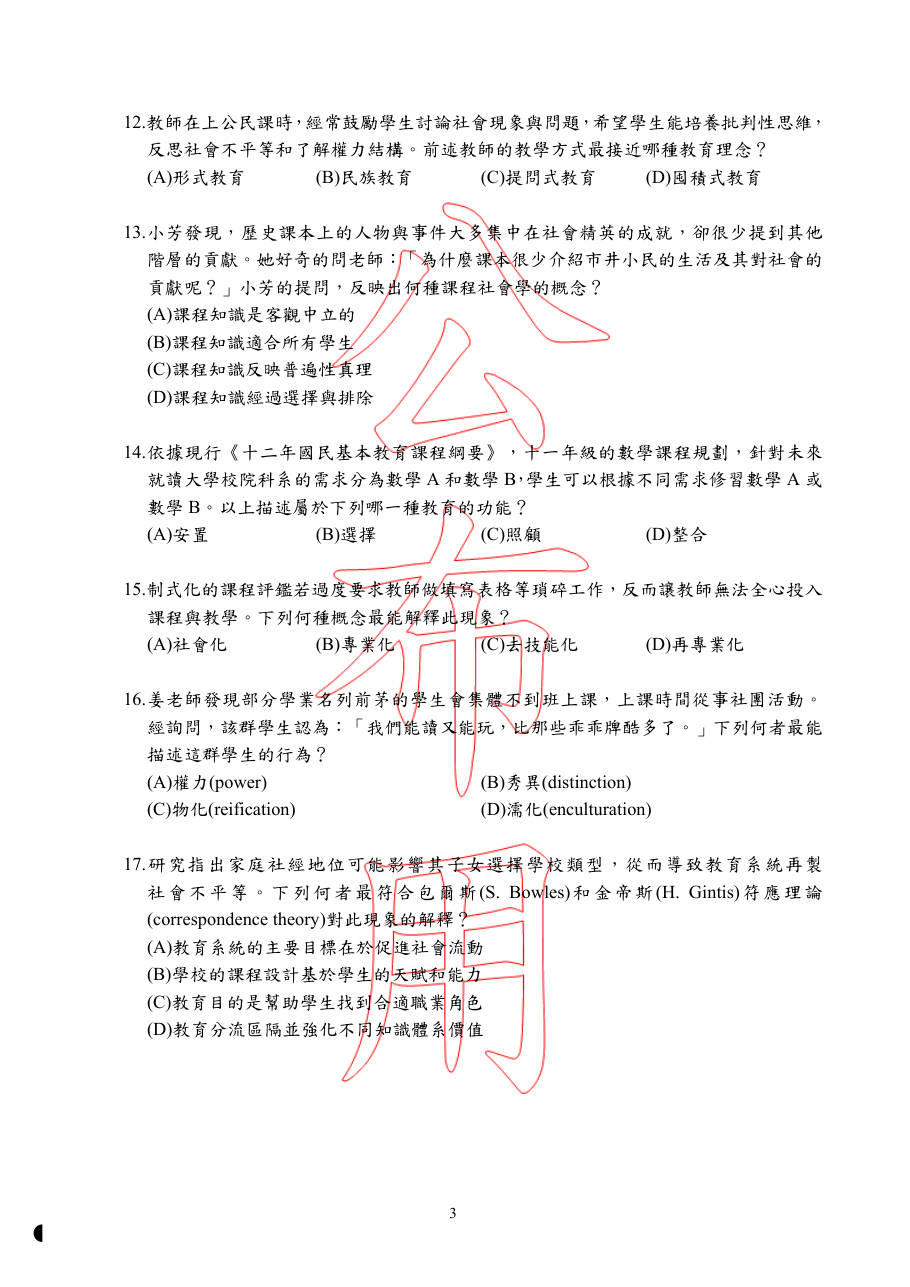 12.教師在上公民課時，經常鼓勵學生討論社會現象與問題，希望學生能培養批判性思維，
反思社會不平等和了解權力結構。前述教師的教學方式最接近哪種教育理念？
(A)形式教育 (B)民族教育 (C)提問式教育 (D)囤積式教育
13.小芳發現，歷史課本上的人物與事件大多集中在社會精英的成就，卻很少提到其他
階層的貢獻。她好奇的問老師：「為什麼課本很少介紹市井小民的生活及其對社會的
貢獻呢？」小芳的提問，反映出何種課程社會學的概念？
(A)課程知識是客觀中立的
(B)課程知識適合所有學生
(C)課程知識反映普遍性真理
(D)課程知識經過選擇與排除
14.依據現行《十二年國民基本教育課程綱要》，十一年級的數學課程規劃，針對未來
就讀大學校院科系的需求分為數學 A 和數學 B，學生可以根據不同需求修習數學 A 或
數學 B。以上描述屬於下列哪一種教育的功能？
(A)安置 (B)選擇 (C)照顧 (D)整合
15.制式化的課程評鑑若過度要求教師做填寫表格等瑣碎工作，反而讓教師無法全心投入
課程與教學。下列何種概念最能解釋此現象？
(A)社會化 (B)專業化 (C)去技能化 (D)再專業化
16.姜老師發現部分學業名列前茅的學生會集體不到班上課，上課時間從事社團活動。
經詢問，該群學生認為：「我們能讀又能玩，比那些乖乖牌酷多了。」下列何者最能
描述這群學生的行為？
(A)權力(power) (B)秀異(distinction)
(C)物化(reification) (D)濡化(enculturation)
17.研究指出家庭社經地位可能影響其子女選擇學校類型，從而導致教育系統再製
社會不平等。下列何者最符合包爾斯(S. Bowles)和金帝斯(H. Gintis)符應理論
(correspondence theory)對此現象的解釋？
(A)教育系統的主要目標在於促進社會流動
(B)學校的課程設計基於學生的天賦和能力
(C)教育目的是幫助學生找到合適職業角色
(D)教育分流區隔並強化不同知識體系價值
公布用
3